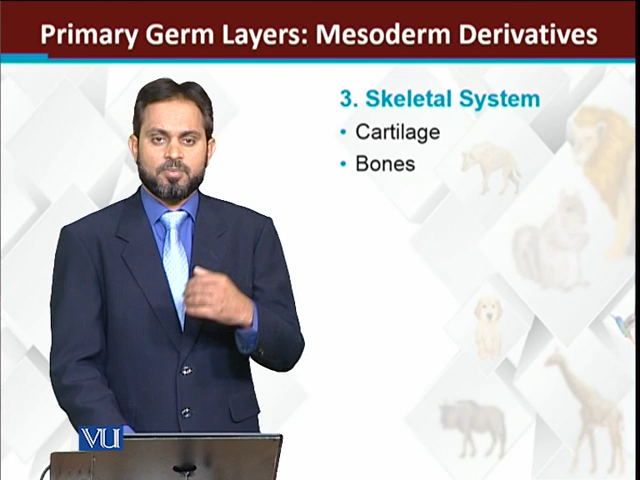 Primary Germ Layers: Mesoderm Derivatives
3. Skeletal System
• Cartilage
• Bones
VU